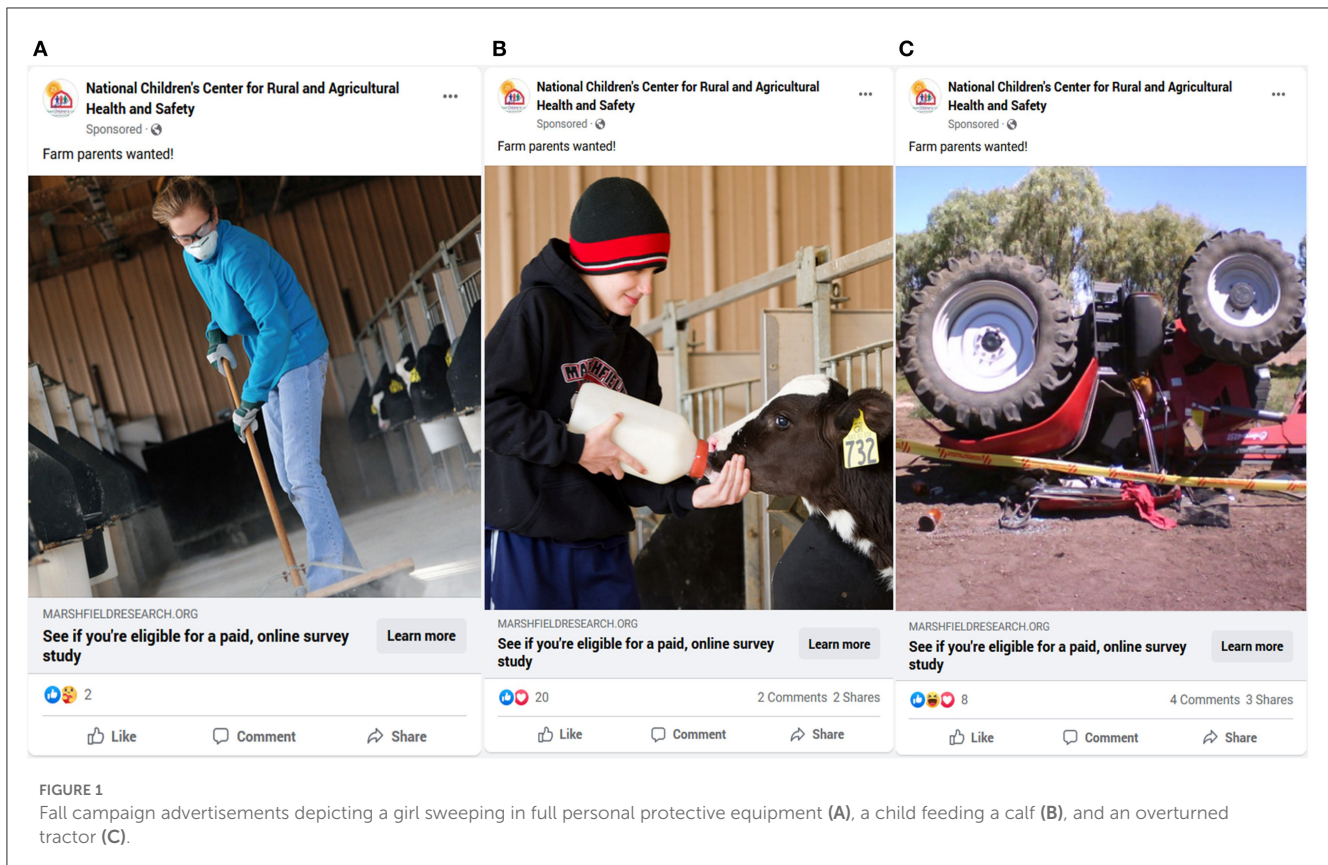 A
National Children's Center for Rural and Agricultural
Health and Safety
Sponsored ·
Farm parents wanted!
MARSHFIELDRESEARCH.ORG
See if you're eligible for a paid, online survey
study
Learn more
2
Like Comment Share
B
National Children's Center for Rural and Agricultural
Health and Safety
Sponsored ·
Farm parents wanted!
732
MARSHFIELDRESEARCH.ORG
See if you're eligible for a paid, online survey
study
Learn more
20 2 Comments 2 Shares
Like Comment Share
C
National Children's Center for Rural and Agricultural
Health and Safety
Sponsored ·
Farm parents wanted!
MARSHFIELDRESEARCH.ORG
See if you're eligible for a paid, online survey
study
Learn more
8 4 Comments 3 Shares
Like Comment Share
FIGURE 1
Fall campaign advertisements depicting a girl sweeping in full personal protective equipment (A), a child feeding a calf (B), and an overturned
tractor (C).